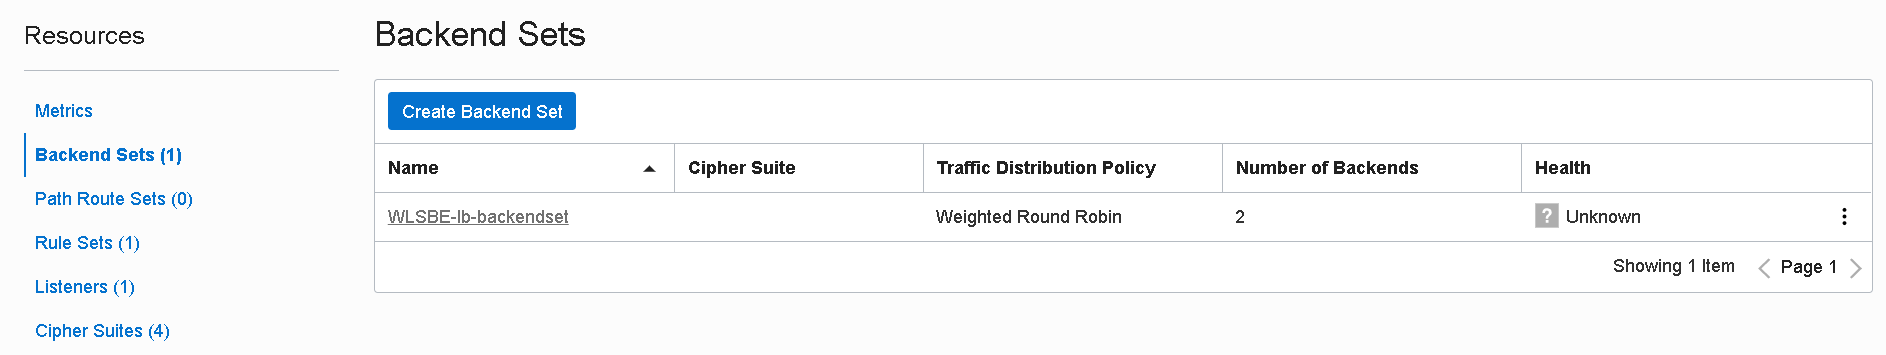 Resources
Metrics
Backend Sets (1)
Path Route Sets (0)
Rule Sets (1)
Listeners (1)
Cipher Suites (4)
Backend Sets
Create Backend Set
Name Cipher Suite Traffic Distribution Policy Number of Backends Health
WLSBE-lb-backendset Weighted Round Robin 2 ? Unknown
Showing 1 Item Page 1